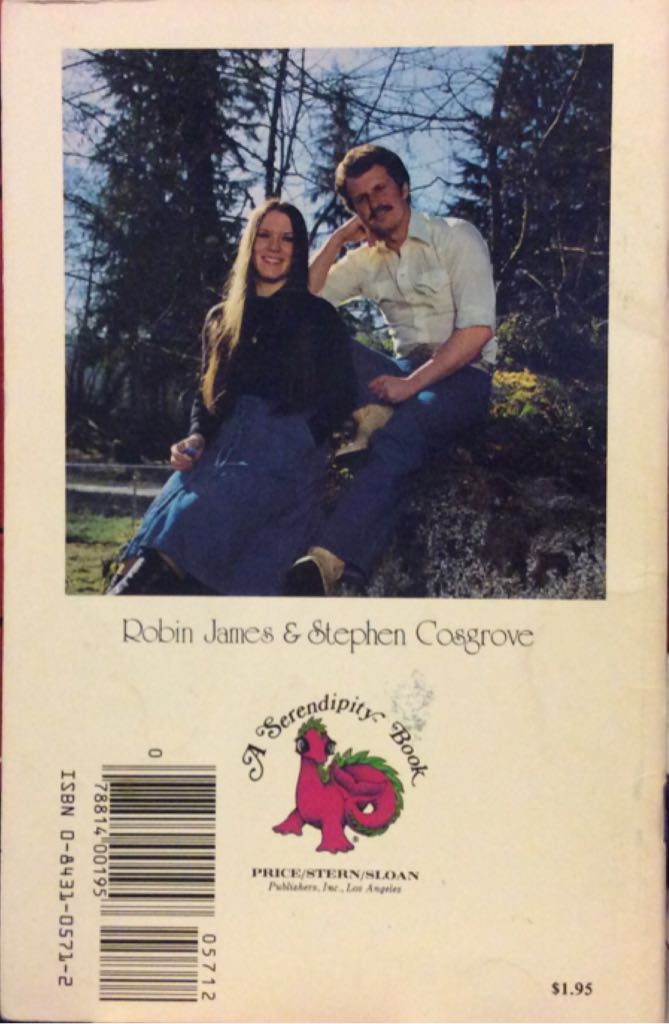 Robin James & Stephen Cosgrove
A Serendipity™ Book
®
PRICE/STERN/SLOAN
Publishers, Inc., Los Angeles
0
78814 00195
05712
ISBN 0-8431-0571-2
$1.95